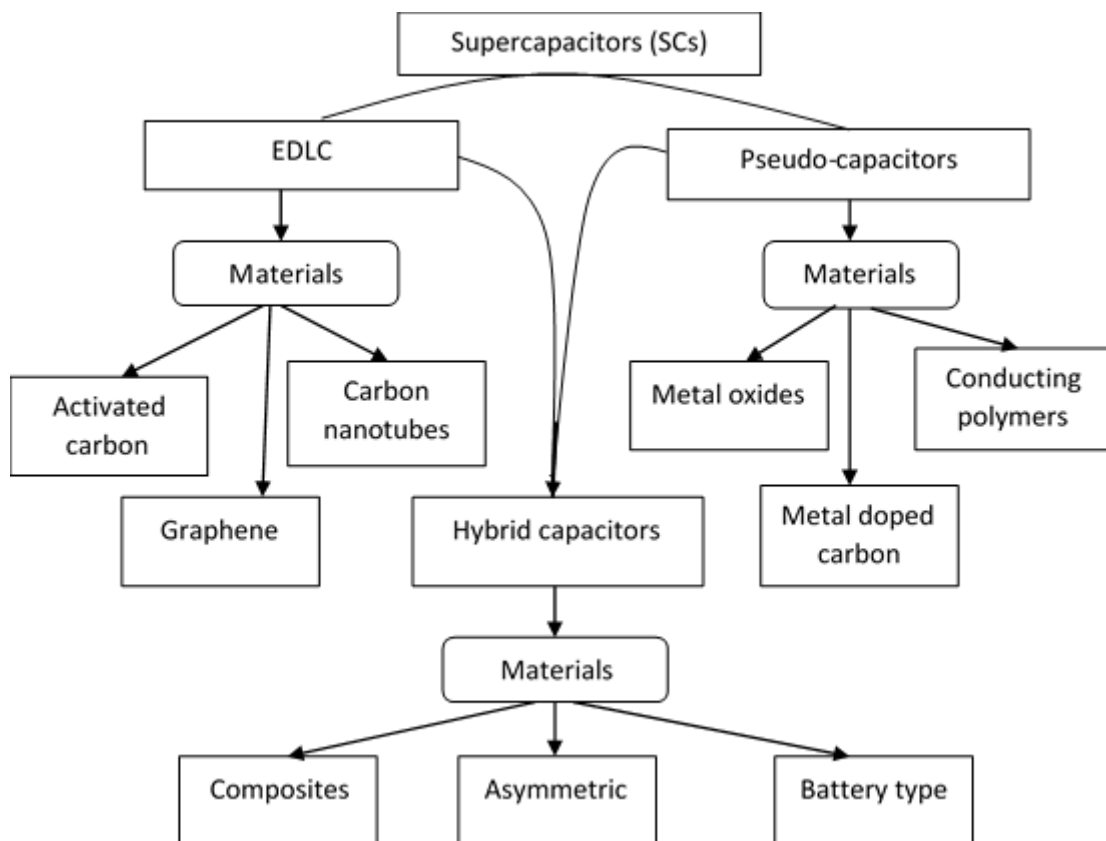 Supercapacitors (SCs)
EDLC
Pseudo-capacitors
Materials
Materials
Activated
carbon
Carbon
nanotubes
Metal oxides
Conducting
polymers
Graphene
Hybrid capacitors
Metal doped
carbon
Materials
Composites
Asymmetric
Battery type